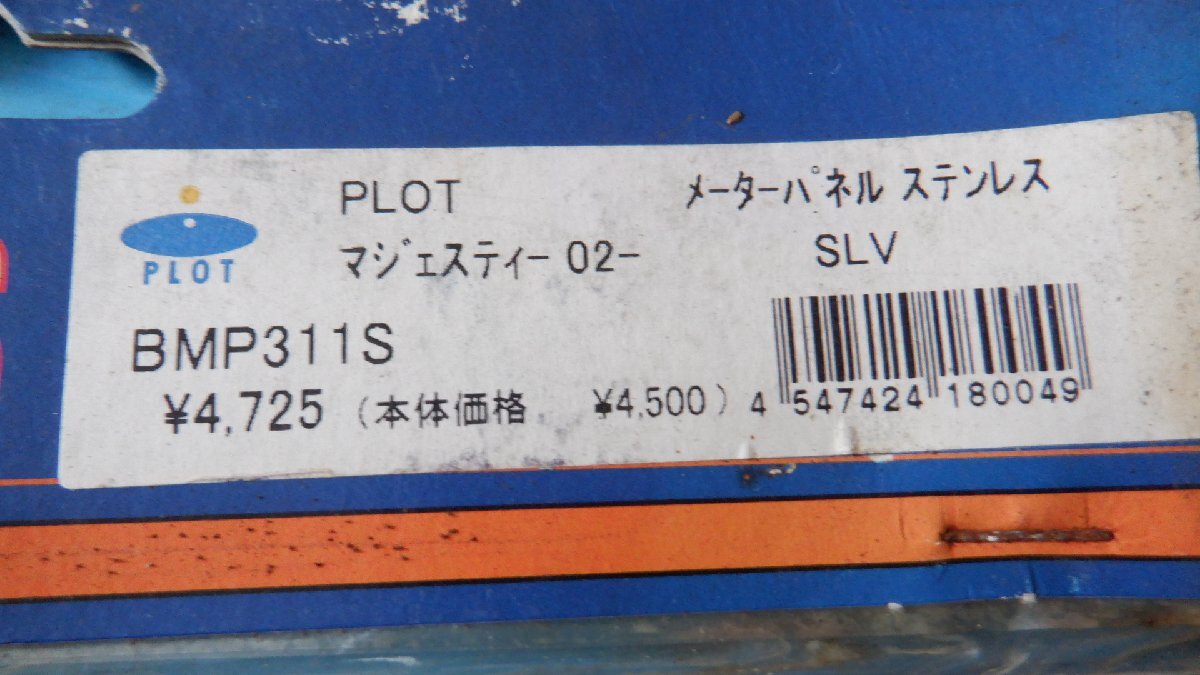 PLOT
PLOT メーターパネル ステンレス
マジェスティー 02- SLV
BMP311S
¥4,725 (本体価格 ¥4,500)
4 547424 180049